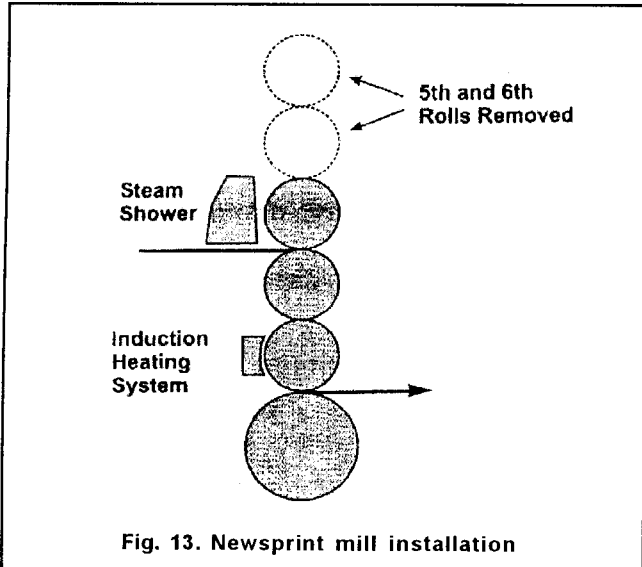 5th and 6th
Rolls Removed
Steam
Shower
Induction
Heating
System
Fig. 13. Newsprint mill installation